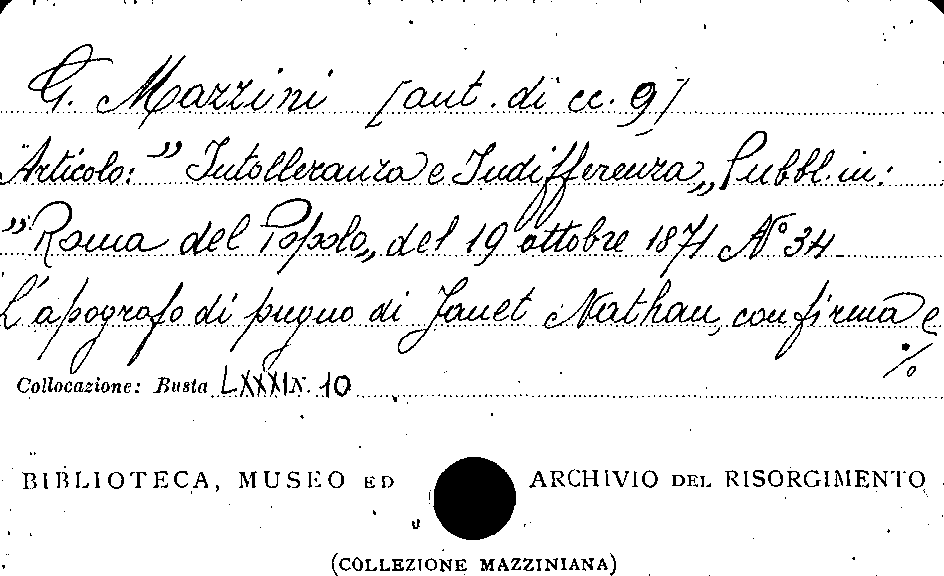 G. Mazzini [aut. di cc. 9]
Articolo: " Intolleranza e Indifferenza „ Pubbl. in:
" Roma del Popolo „ del 19 ottobre 1871 N° 34
L'apografo di pugno di Janet Nathan, con firma e
./.
Collocazione: Busta LXXXI N. 10
BIBLIOTECA, MUSEO ED ARCHIVIO DEL RISORGIMENTO
(COLLEZIONE MAZZINIANA)